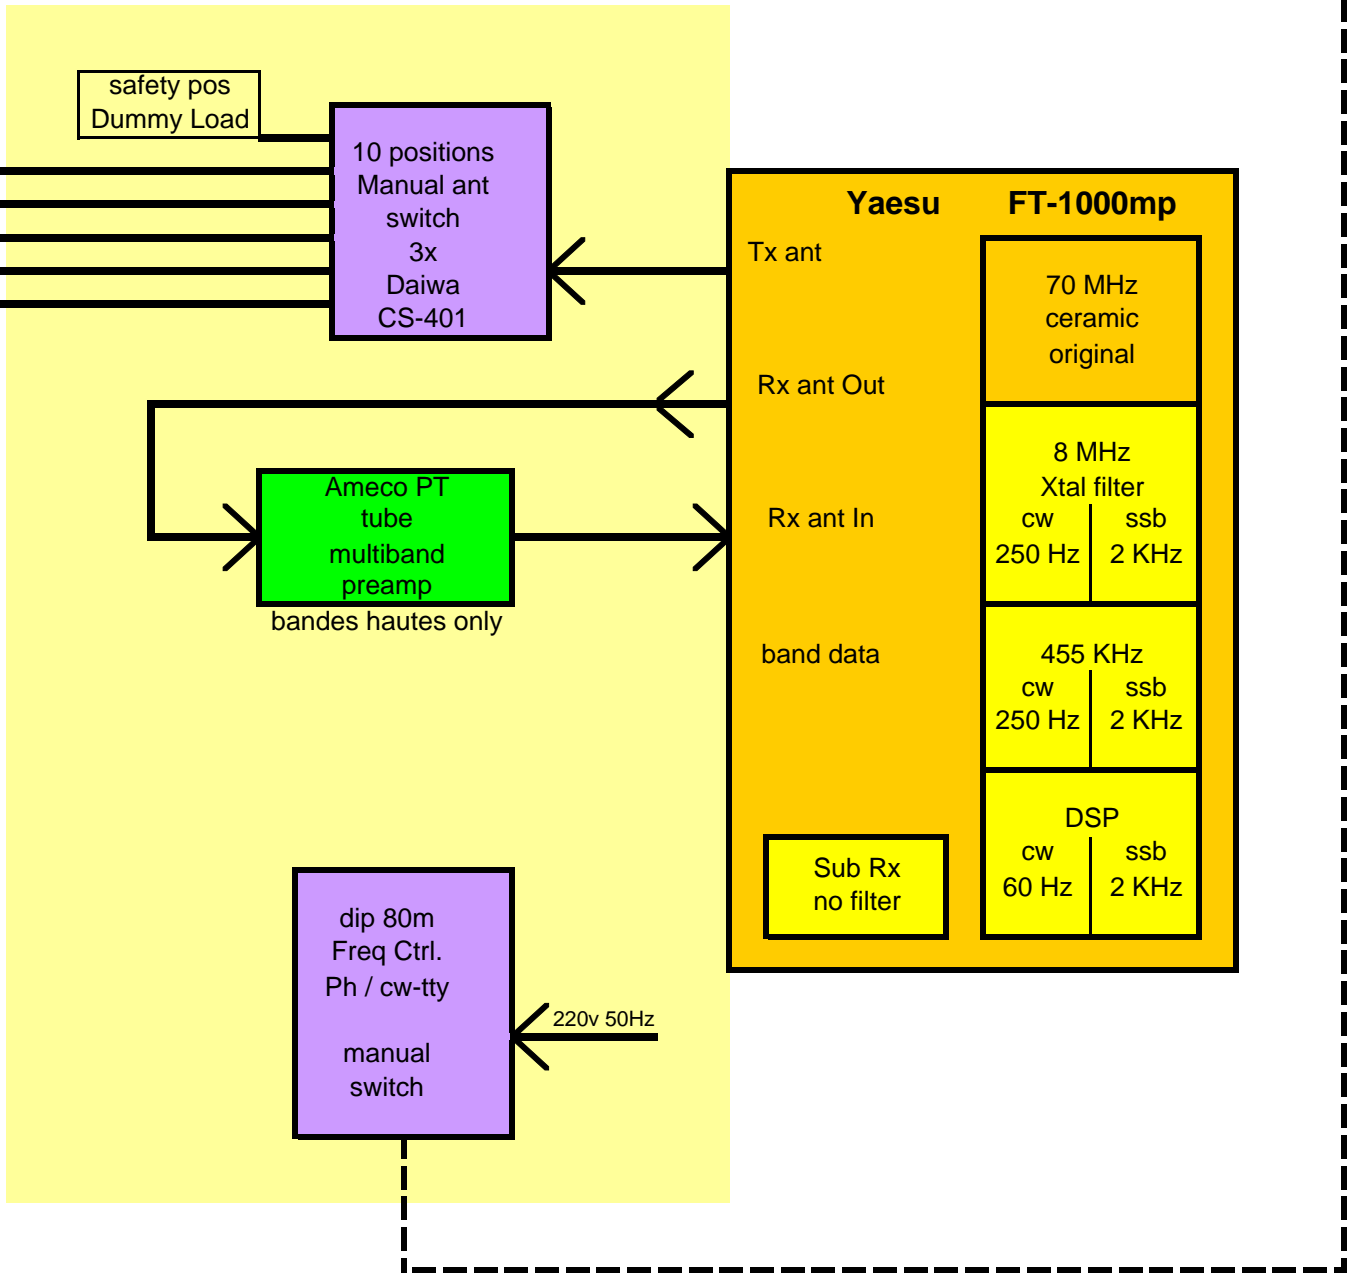 safety pos
Dummy Load
10 positions
Manual ant
switch
3x
Daiwa
CS-401
Yaesu FT-1000mp
Tx ant
Rx ant Out
Rx ant In
band data
70 MHz
ceramic
original
8 MHz
Xtal filter
cw ssb
250 Hz 2 KHz
455 KHz
cw ssb
250 Hz 2 KHz
DSP
cw ssb
60 Hz 2 KHz
Sub Rx
no filter
Ameco PT
tube
multiband
preamp
bandes hautes only
dip 80m
Freq Ctrl.
Ph / cw-tty
manual
switch
220v 50Hz